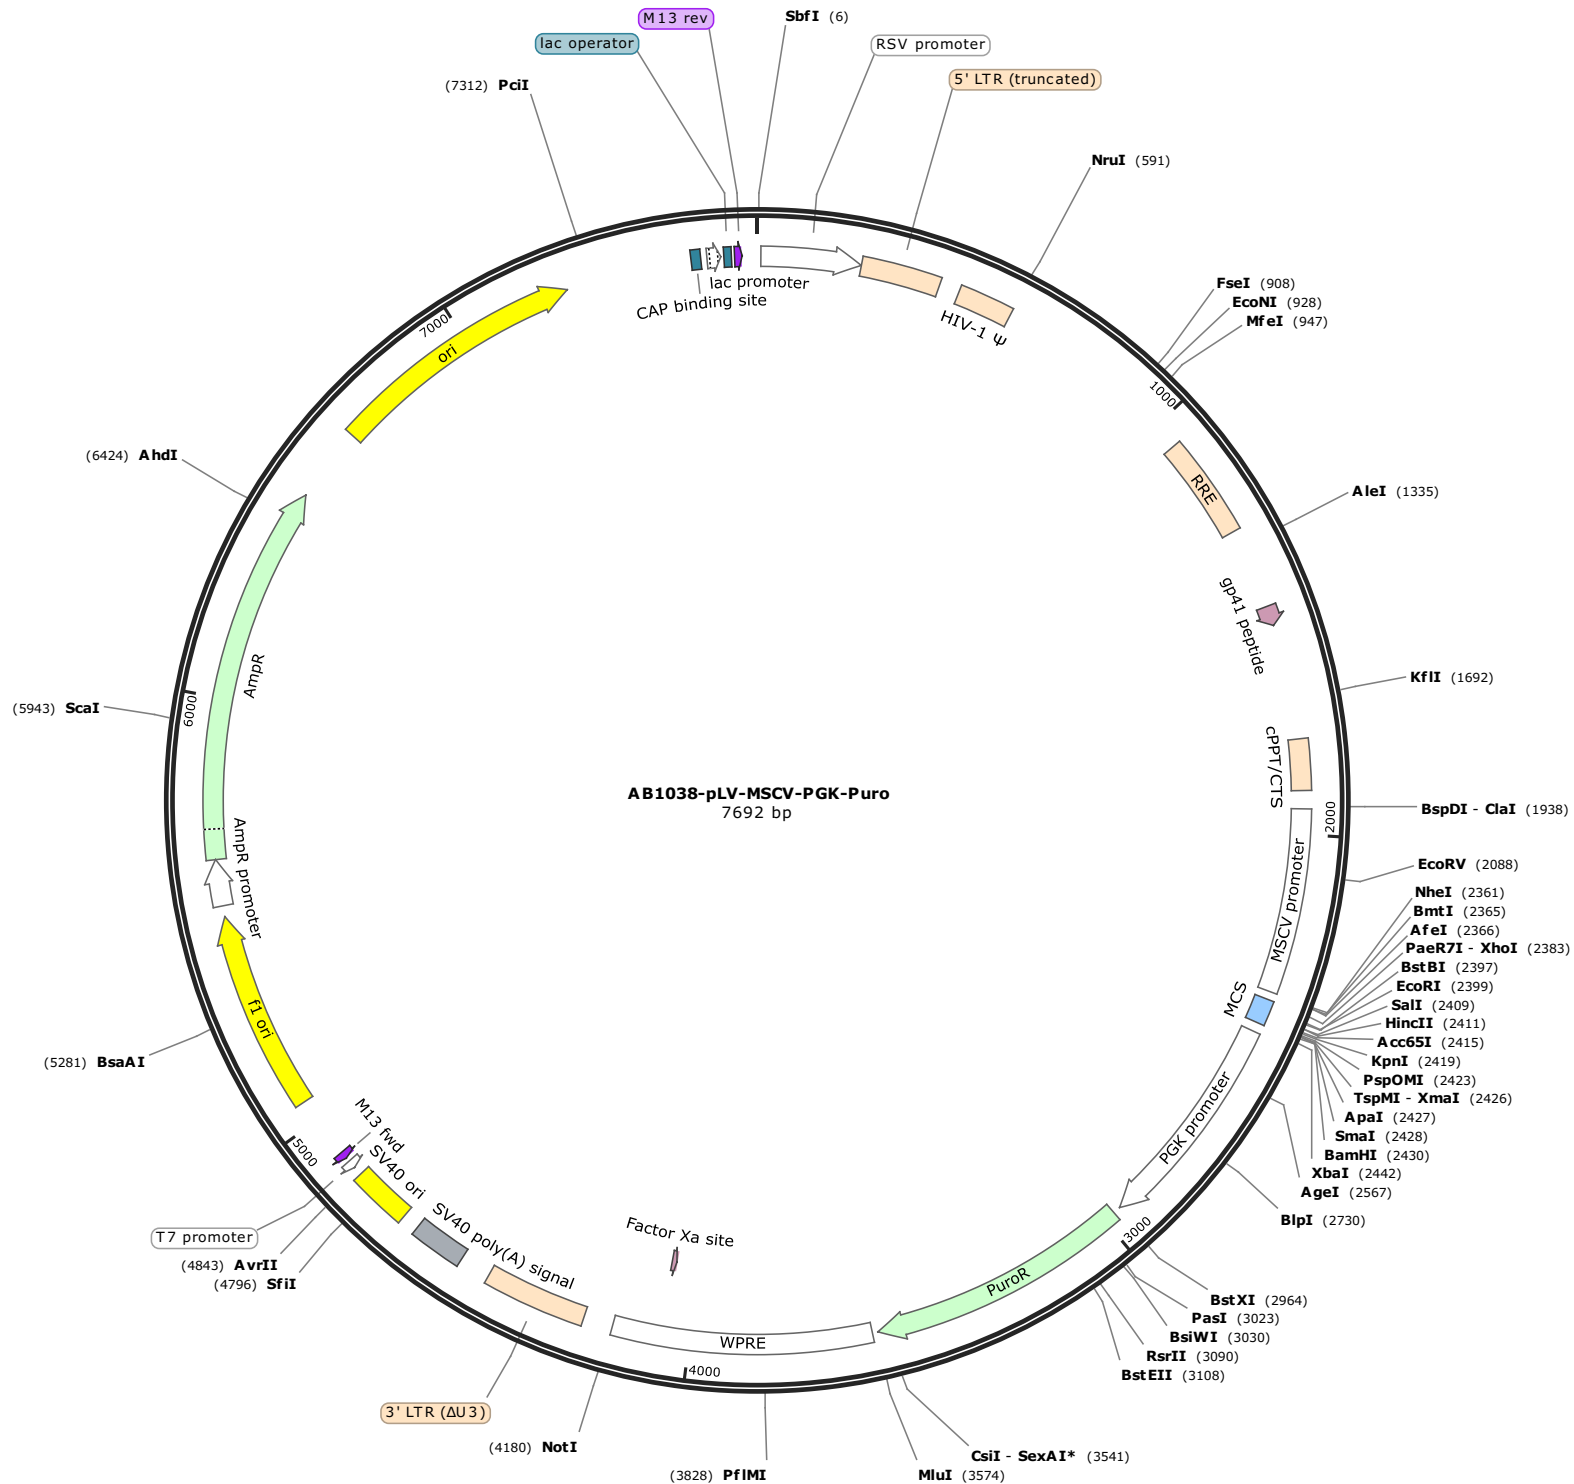 M13 rev
SbfI (6)
lac operator
RSV promoter
5' LTR (truncated)
(7312) PciI
NruI (591)
FseI (908)
EcoNI (928)
MfeI (947)
lac promoter
CAP binding site
HIV-1 Ψ
7000
ori
1000
RRE
(6424) AhdI
AleI (1335)
gp41 peptide
AmpR
KflI (1692)
6000
(5943) ScaI
cPPT/CTS
AB1038-pLV-MSCV-PGK-Puro
7692 bp
2000
BspDI - ClaI (1938)
AmpR promoter
MSCV promoter
EcoRV (2088)
NheI (2361)
BmtI (2365)
AfeI (2366)
PaeR7I - XhoI (2383)
BstBI (2397)
EcoRI (2399)
SalI (2409)
HincII (2411)
Acc65I (2415)
KpnI (2419)
PspOMI (2423)
TspMI - XmaI (2426)
ApaI (2427)
SmaI (2428)
BamHI (2430)
XbaI (2442)
AgeI (2567)
BlpI (2730)
MCS
f1 ori
(5281) BsaAI
PGK promoter
M13 fwd
5000
SV40 ori
SV40 poly(A) signal
Factor Xa site
3000
T7 promoter
(4843) AvrII
(4796) SfiI
PuroR
BstXI (2964)
PasI (3023)
BsiWI (3030)
RsrII (3090)
BstEII (3108)
WPRE
4000
3' LTR (ΔU3)
(4180) NotI
(3828) PflMI
CsiI - SexAI* (3541)
MluI (3574)